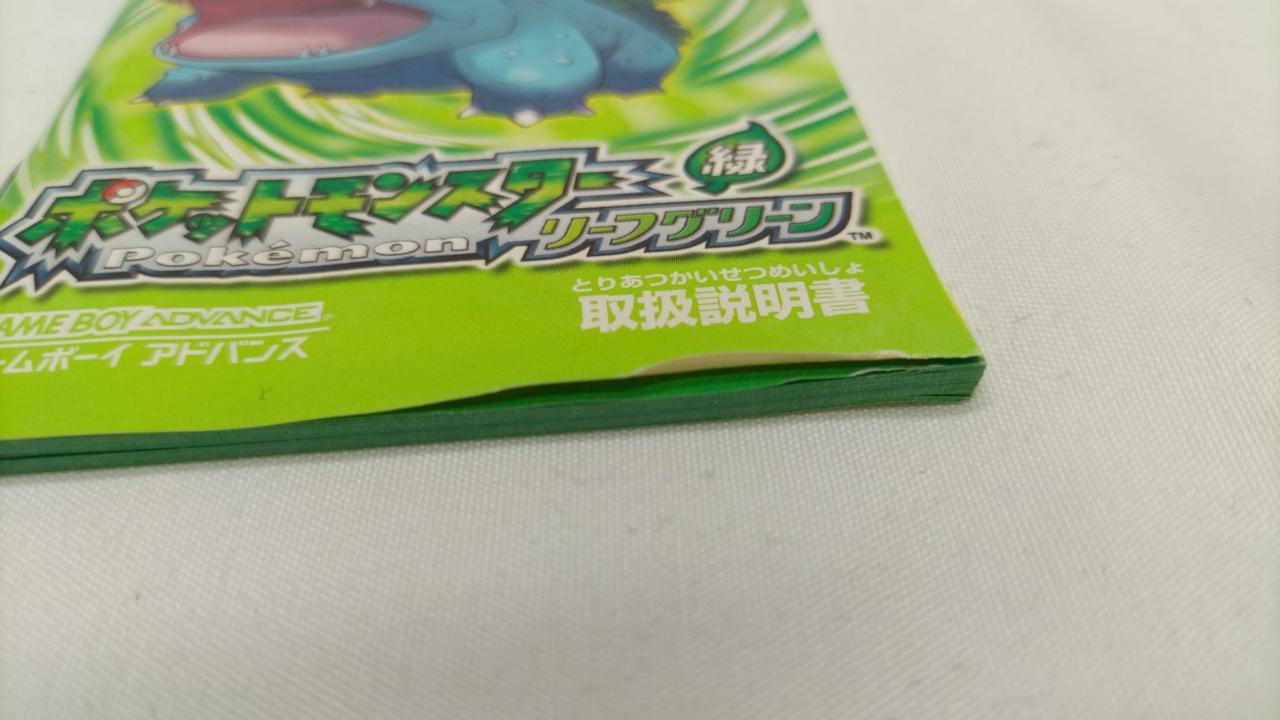 緑
ポケットモンスター
Pokémon リーフグリーン™
とりあつかいせつめいしょ
取扱説明書
AME BOY ADVANCE
ームボーイ アドバンス